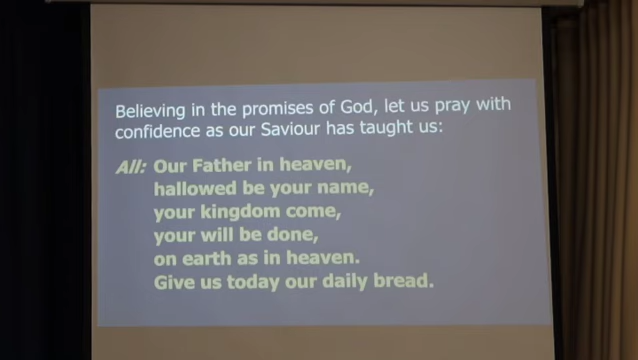 Believing in the promises of God, let us pray with
confidence as our Saviour has taught us:
All: Our Father in heaven,
hallowed be your name,
your kingdom come,
your will be done,
on earth as in heaven.
Give us today our daily bread.